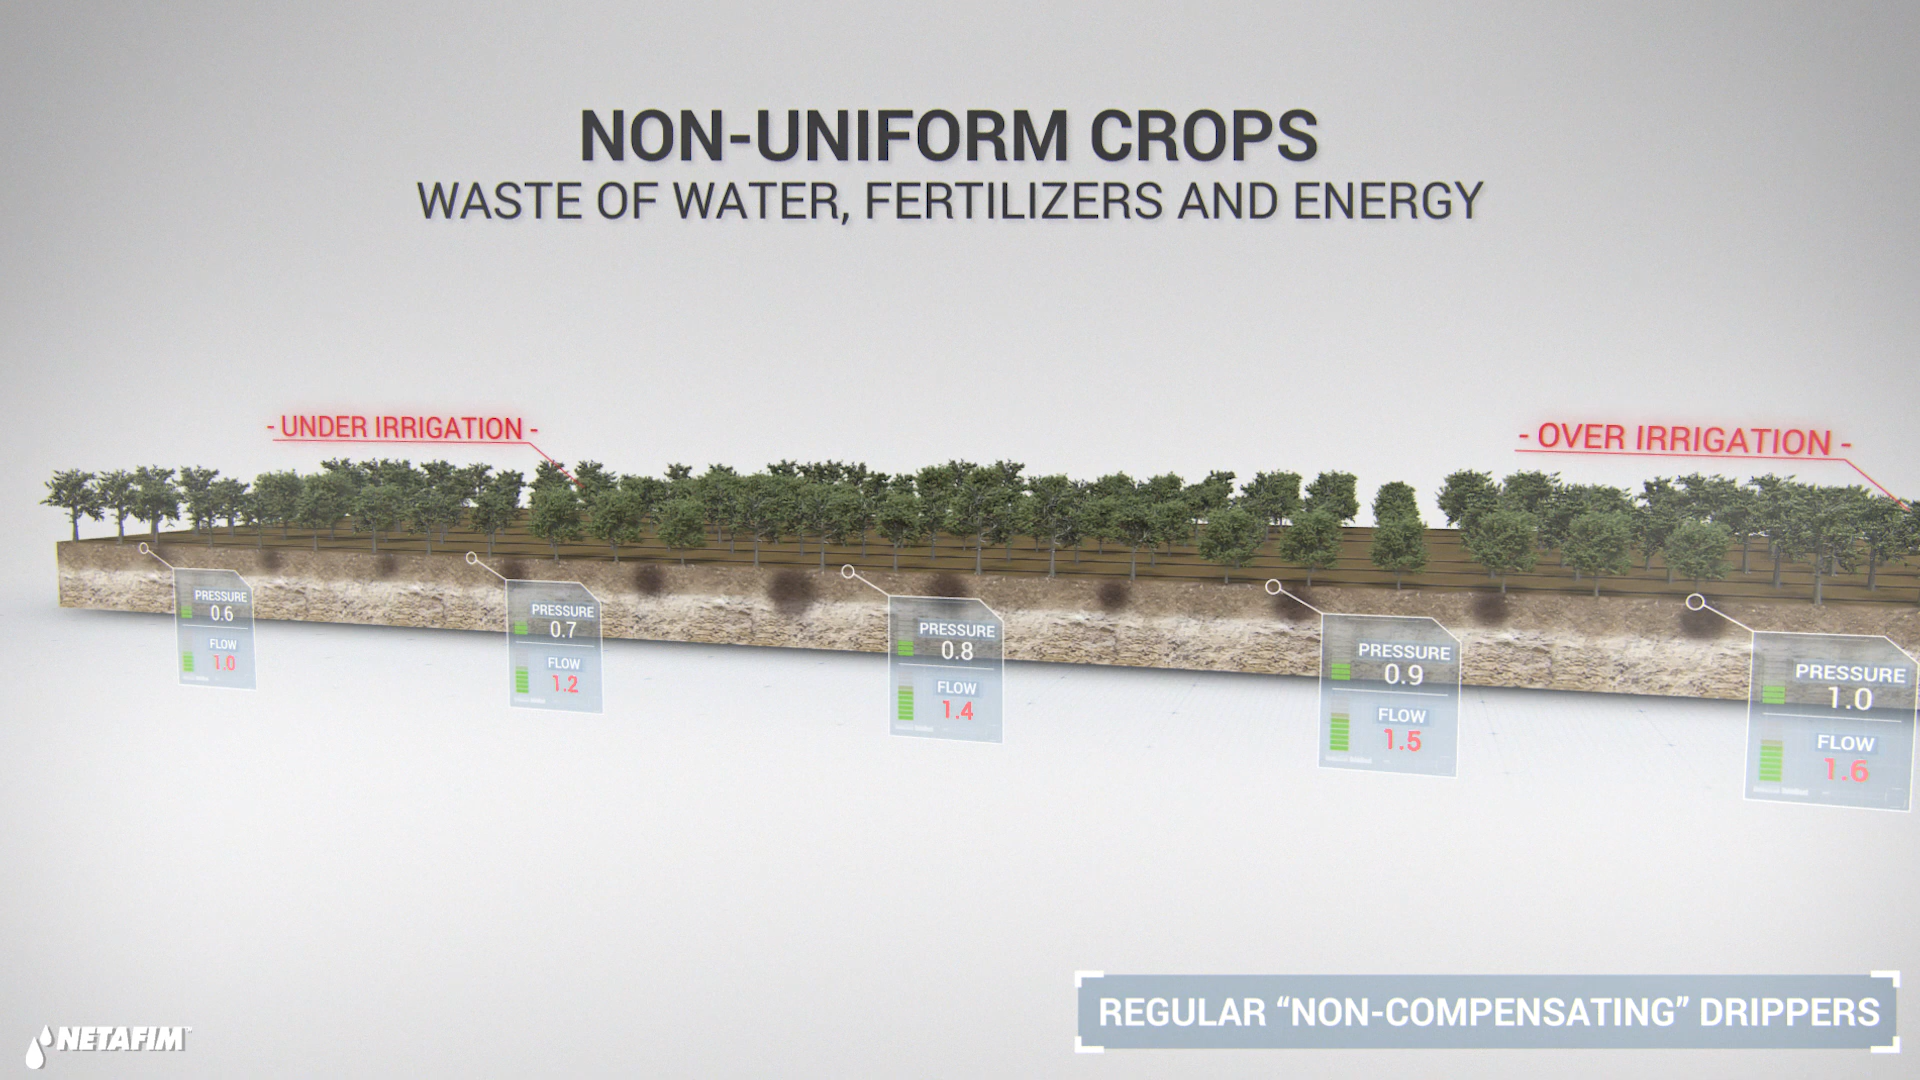 NON-UNIFORM CROPS
WASTE OF WATER, FERTILIZERS AND ENERGY
- UNDER IRRIGATION -
- OVER IRRIGATION -
PRESSURE
0.6
FLOW
1.0
PRESSURE
0.7
FLOW
1.2
PRESSURE
0.8
FLOW
1.4
PRESSURE
0.9
FLOW
1.5
PRESSURE
1.0
FLOW
1.6
REGULAR “NON-COMPENSATING” DRIPPERS
NETAFIM™